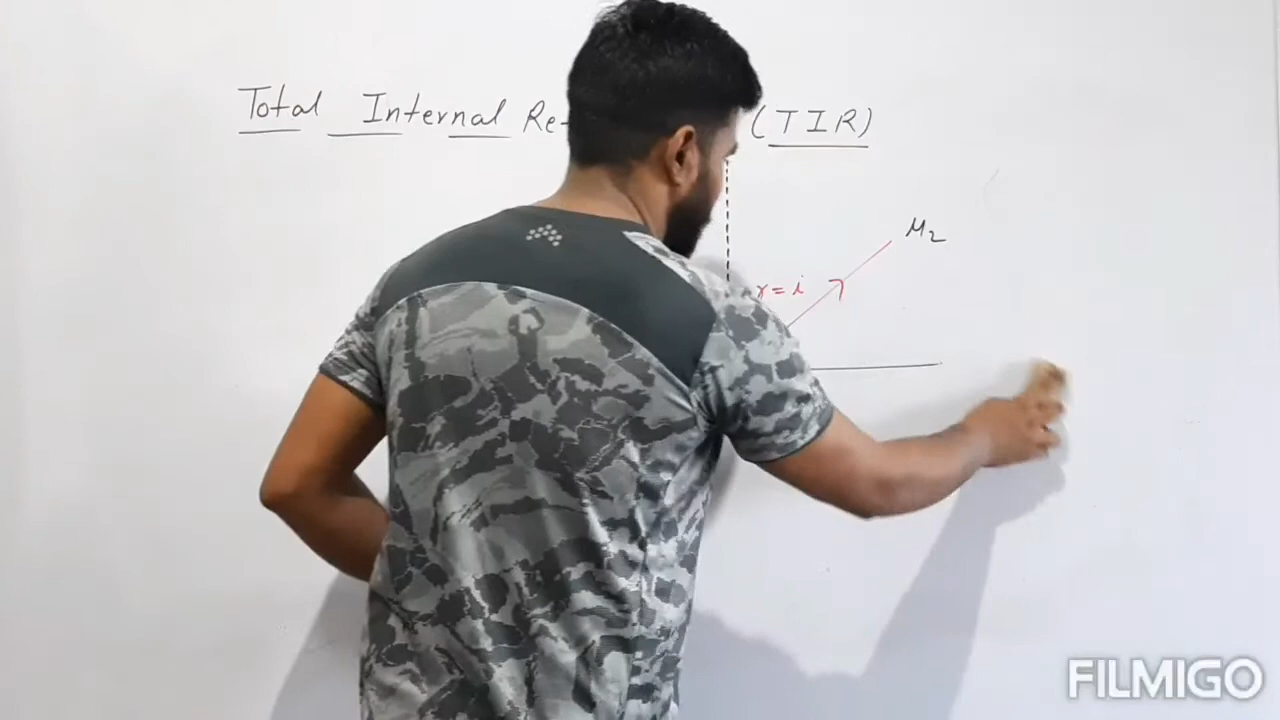 Total Internal Re (TIR)
μ2
r = i
FILMIGO